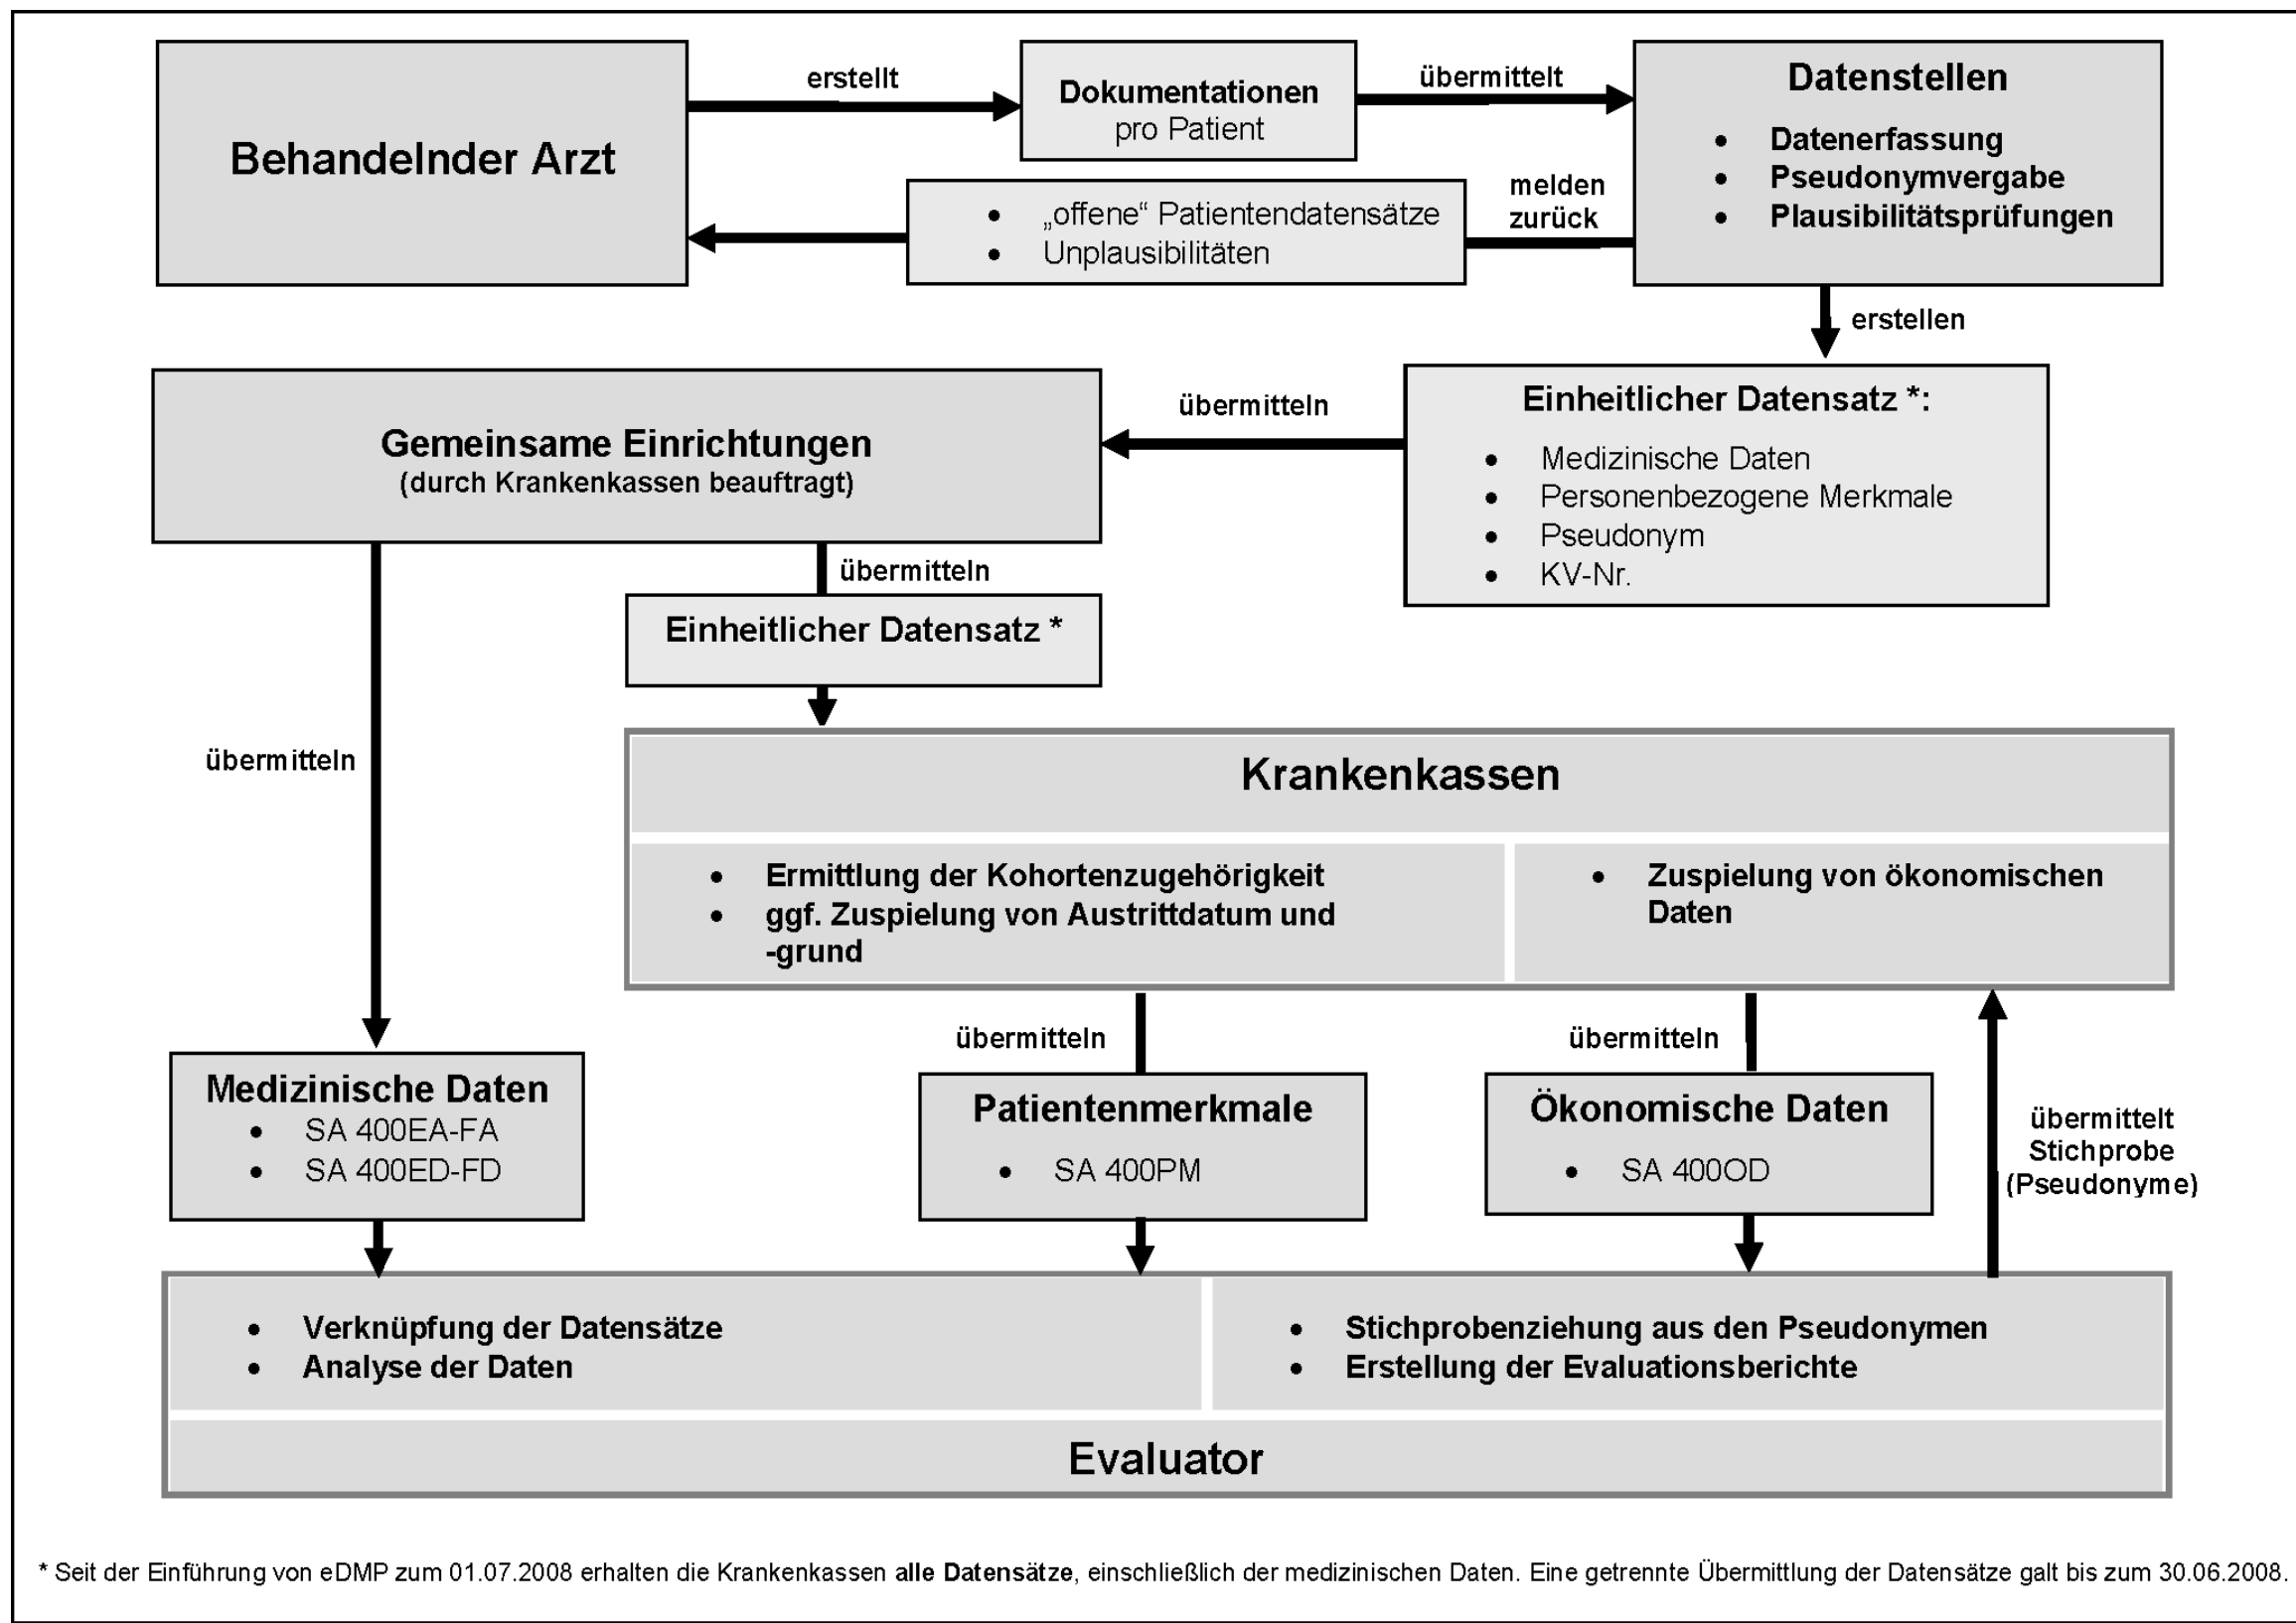 Behandelnder Arzt
erstellt
Dokumentationen
pro Patient
übermittelt
Datenstellen
• Datenerfassung
• Pseudonymvergabe
• Plausibilitätsprüfungen
melden
zurück
• „offene“ Patientendatensätze
• Unplausibilitäten
erstellen
Einheitlicher Datensatz *:
• Medizinische Daten
• Personenbezogene Merkmale
• Pseudonym
• KV-Nr.
übermitteln
Gemeinsame Einrichtungen
(durch Krankenkassen beauftragt)
übermitteln
Einheitlicher Datensatz *
übermitteln
Krankenkassen
• Ermittlung der Kohortenzugehörigkeit
• ggf. Zuspielung von Austrittdatum und
-grund
• Zuspielung von ökonomischen
Daten
übermitteln
übermitteln
Medizinische Daten
• SA 400EA-FA
• SA 400ED-FD
Patientenmerkmale
• SA 400PM
Ökonomische Daten
• SA 400OD
übermittelt
Stichprobe
(Pseudonyme)
• Verknüpfung der Datensätze
• Analyse der Daten
• Stichprobenziehung aus den Pseudonymen
• Erstellung der Evaluationsberichte
Evaluator
* Seit der Einführung von eDMP zum 01.07.2008 erhalten die Krankenkassen alle Datensätze, einschließlich der medizinischen Daten. Eine getrennte Übermittlung der Datensätze galt bis zum 30.06.2008.